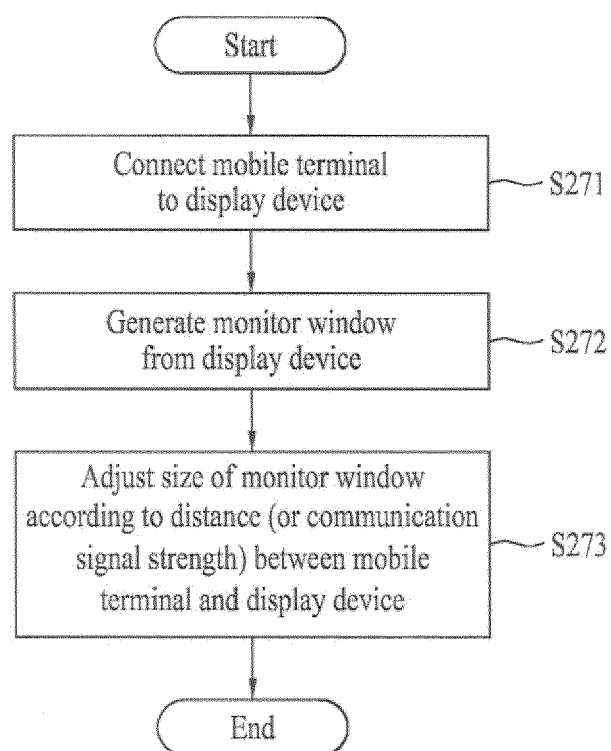 Start
Connect mobile terminal
to display device
S271
Generate monitor window
from display device
S272
Adjust size of monitor window
according to distance (or communication
signal strength) between mobile
terminal and display device
S273
End